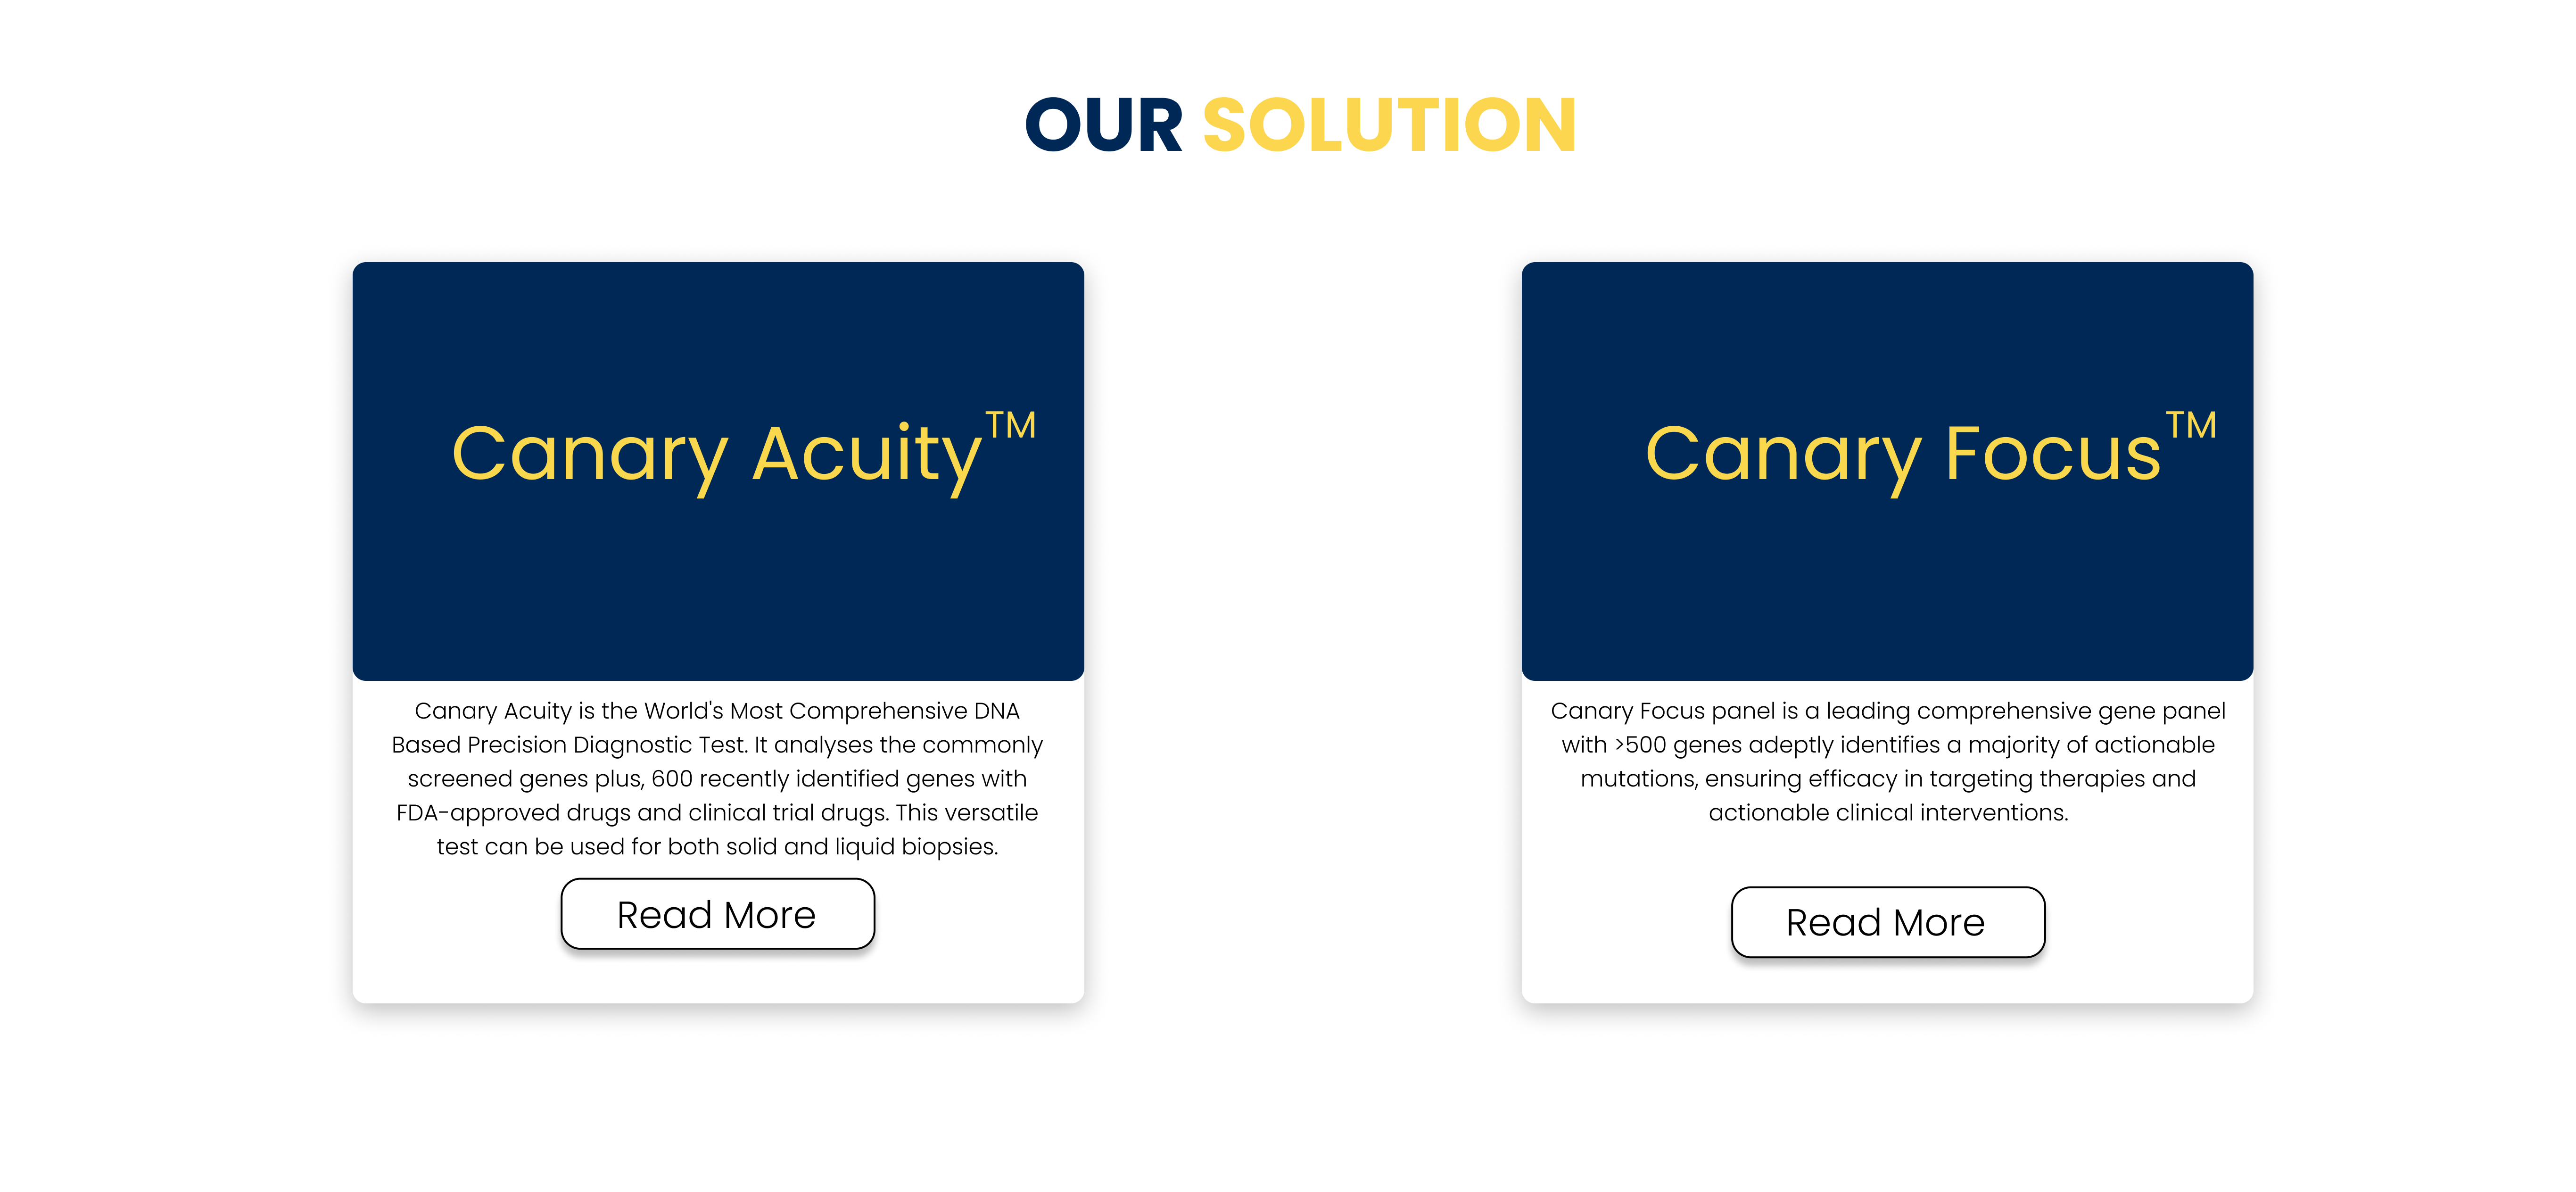 OUR SOLUTION
Canary Acuity™
Canary Acuity is the World's Most Comprehensive DNA
Based Precision Diagnostic Test. It analyses the commonly
screened genes plus, 600 recently identified genes with
FDA-approved drugs and clinical trial drugs. This versatile
test can be used for both solid and liquid biopsies.
Read More
Canary Focus™
Canary Focus panel is a leading comprehensive gene panel
with >500 genes adeptly identifies a majority of actionable
mutations, ensuring efficacy in targeting therapies and
actionable clinical interventions.
Read More